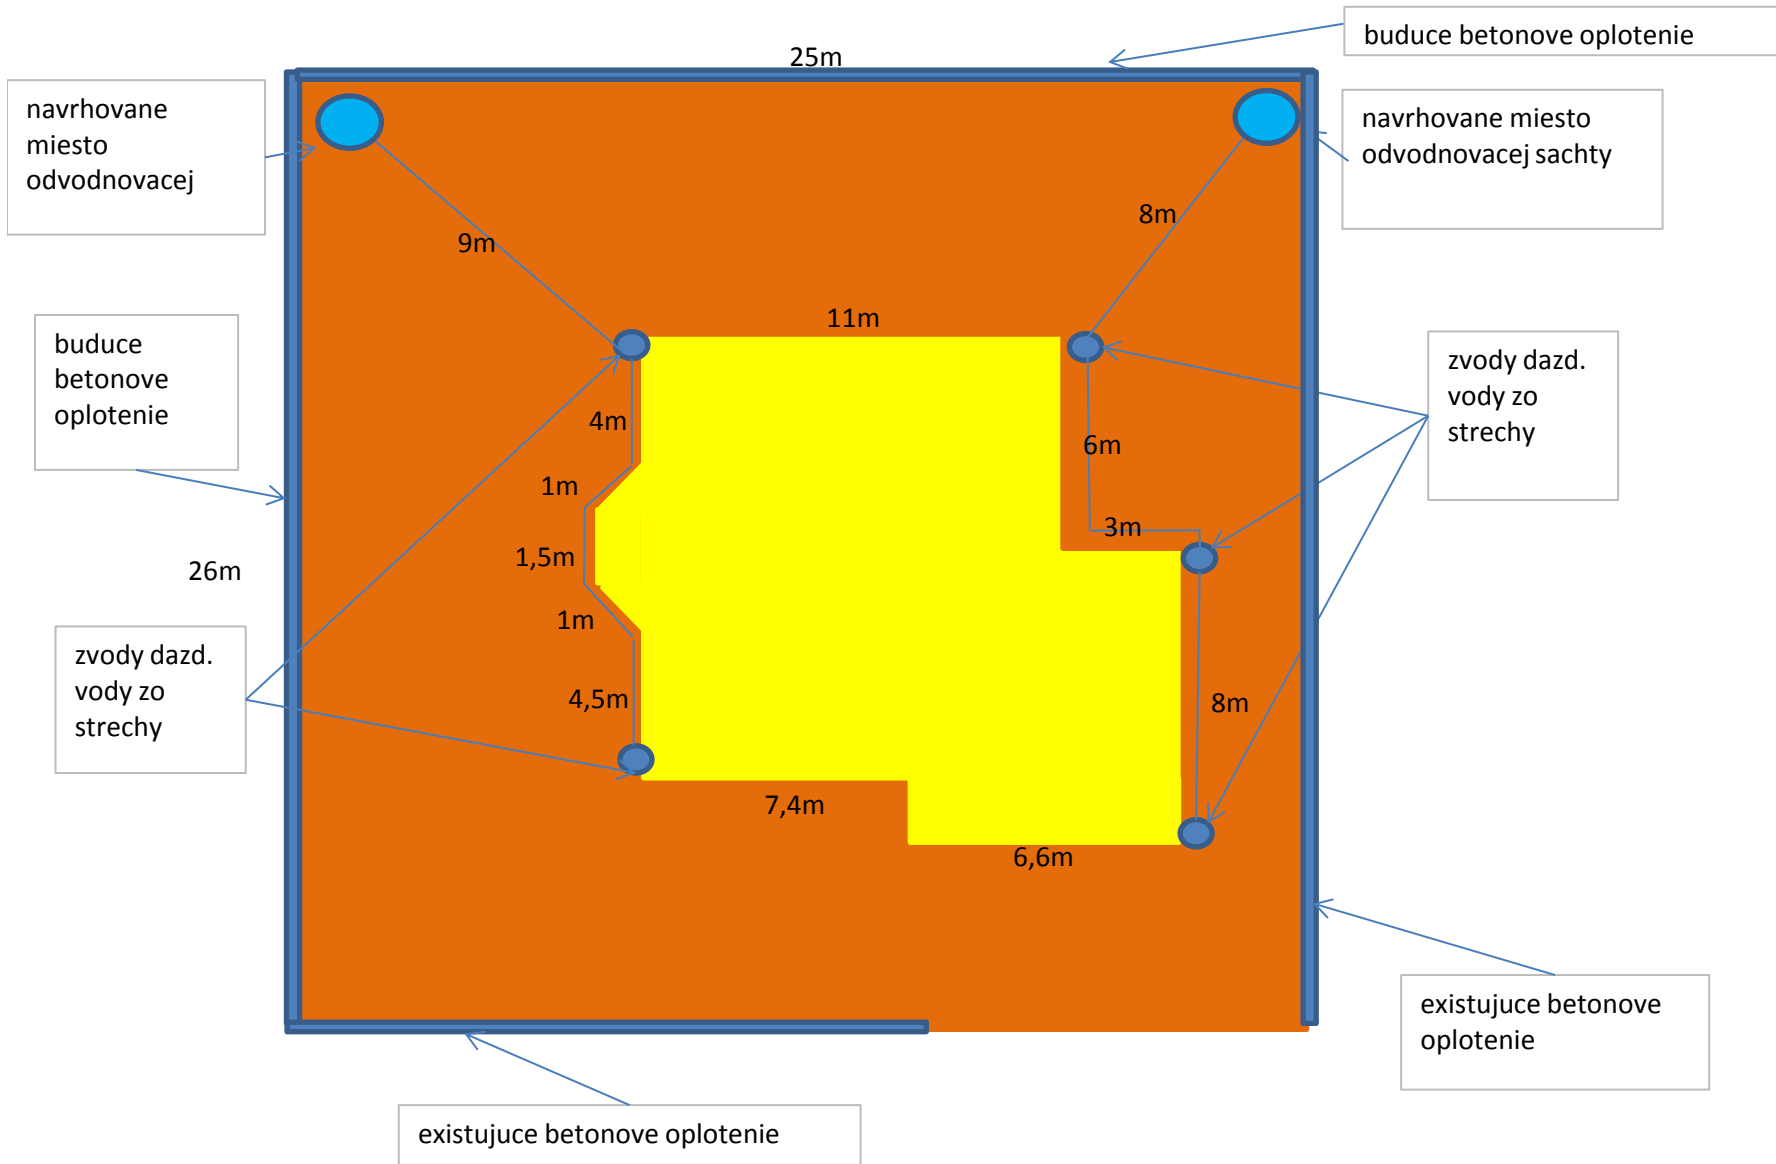 buduce betonove oplotenie
25m
navrhovane
miesto
odvodnovacej
navrhovane miesto
odvodnovacej sachty
8m
9m
11m
buduce
betonove
oplotenie
zvody dazd.
vody zo
strechy
4m
6m
1m
3m
1,5m
26m
1m
zvody dazd.
vody zo
strechy
4,5m
8m
7,4m
6,6m
existujuce betonove
oplotenie
existujuce betonove oplotenie